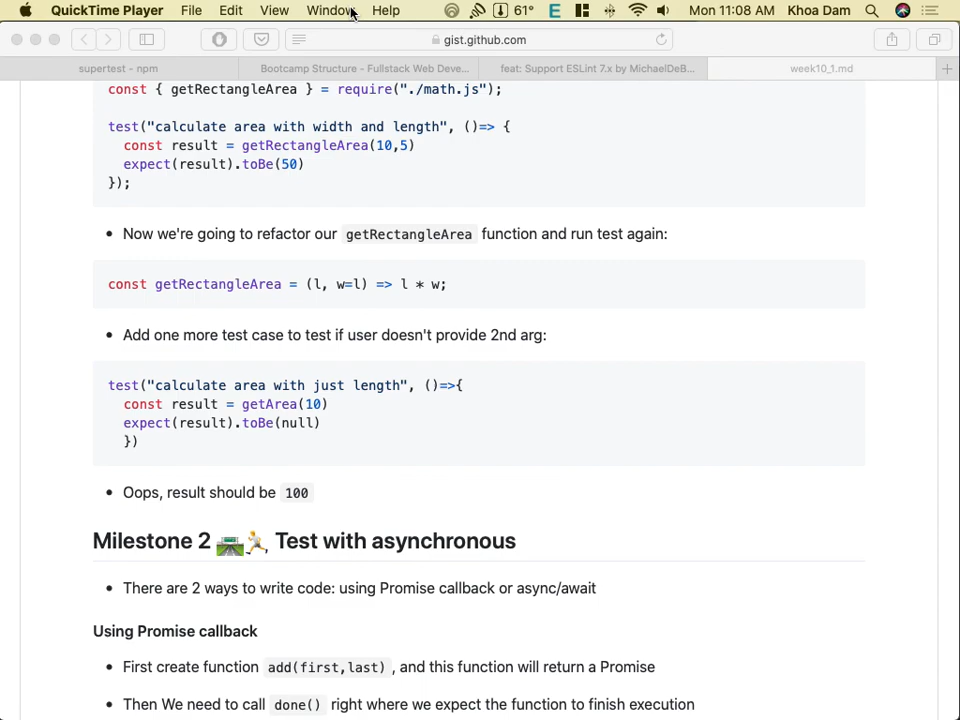 QuickTime Player File Edit View Window Help 61° Mon 11:08 AM Khoa Dam
gist.github.com
supertest - npm Bootcamp Structure - Fullstack Web Deve... feat: Support ESLint 7.x by MichaelDeB... week10_1.md
const { getRectangleArea } = require("./math.js");
test("calculate area with width and length", ()=> {
const result = getRectangleArea(10,5)
expect(result).toBe(50)
});
• Now we're going to refactor our getRectangleArea function and run test again:
const getRectangleArea = (l, w=l) => l * w;
• Add one more test case to test if user doesn't provide 2nd arg:
test("calculate area with just length", ()=>{
const result = getArea(10)
expect(result).toBe(null)
})
• Oops, result should be 100
Milestone 2 🛣️🏃 Test with asynchronous
• There are 2 ways to write code: using Promise callback or async/await
Using Promise callback
• First create function add(first,last) , and this function will return a Promise
• Then We need to call done() right where we expect the function to finish execution